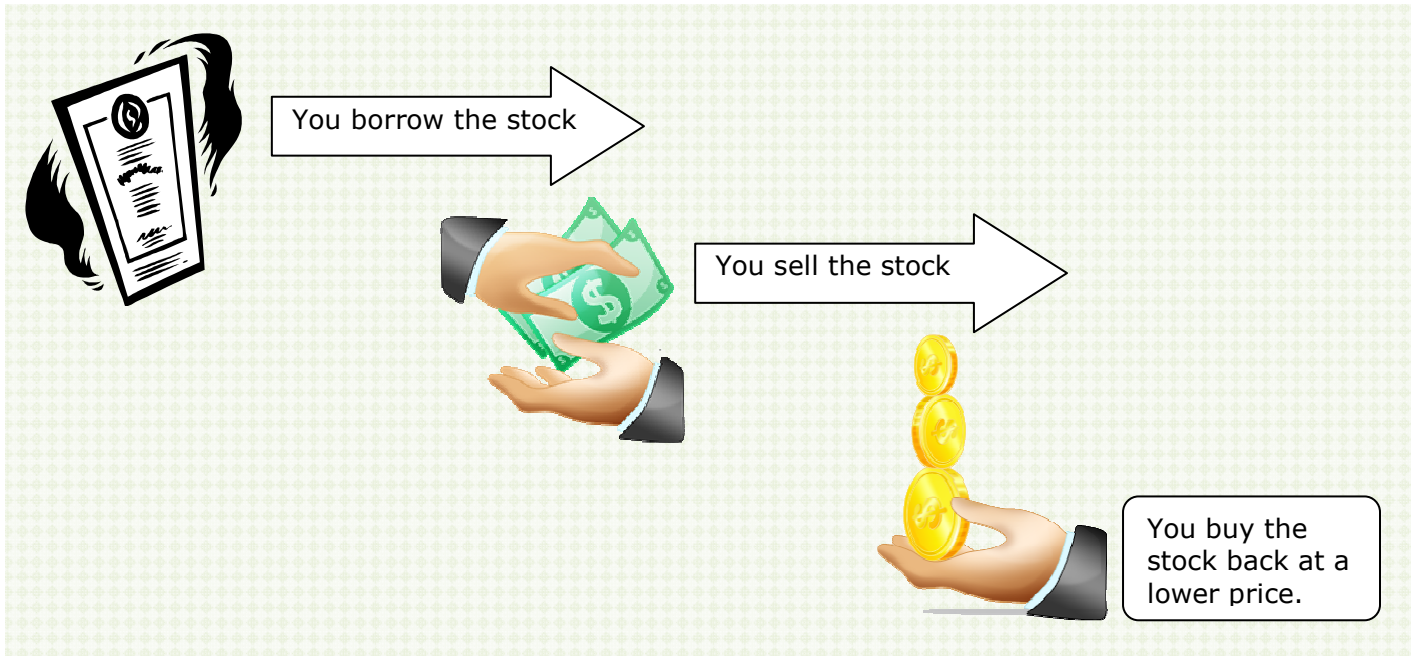 You borrow the stock
You sell the stock
You buy the
stock back at a
lower price.